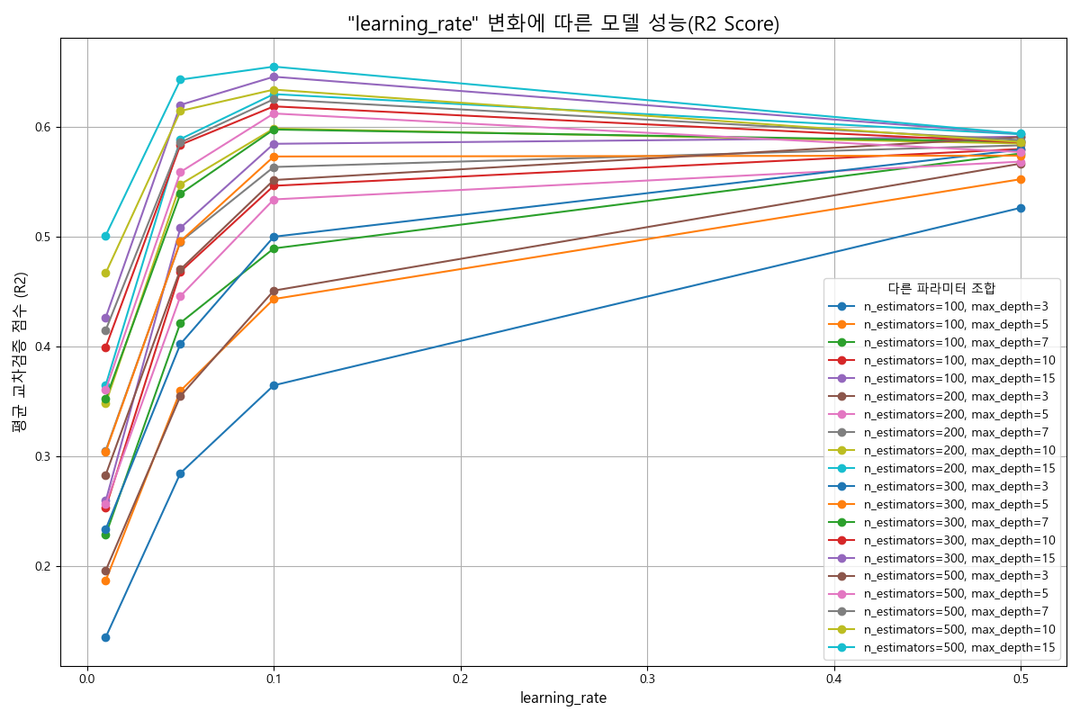 "learning_rate" 변화에 따른 모델 성능(R2 Score)
평균 교차검증 점수 (R2)
0.6
0.5
0.4
0.3
0.2
다른 파라미터 조합
n_estimators=100, max_depth=3
n_estimators=100, max_depth=5
n_estimators=100, max_depth=7
n_estimators=100, max_depth=10
n_estimators=100, max_depth=15
n_estimators=200, max_depth=3
n_estimators=200, max_depth=5
n_estimators=200, max_depth=7
n_estimators=200, max_depth=10
n_estimators=200, max_depth=15
n_estimators=300, max_depth=3
n_estimators=300, max_depth=5
n_estimators=300, max_depth=7
n_estimators=300, max_depth=10
n_estimators=300, max_depth=15
n_estimators=500, max_depth=3
n_estimators=500, max_depth=5
n_estimators=500, max_depth=7
n_estimators=500, max_depth=10
n_estimators=500, max_depth=15
0.0 0.1 0.2 0.3 0.4 0.5
learning_rate